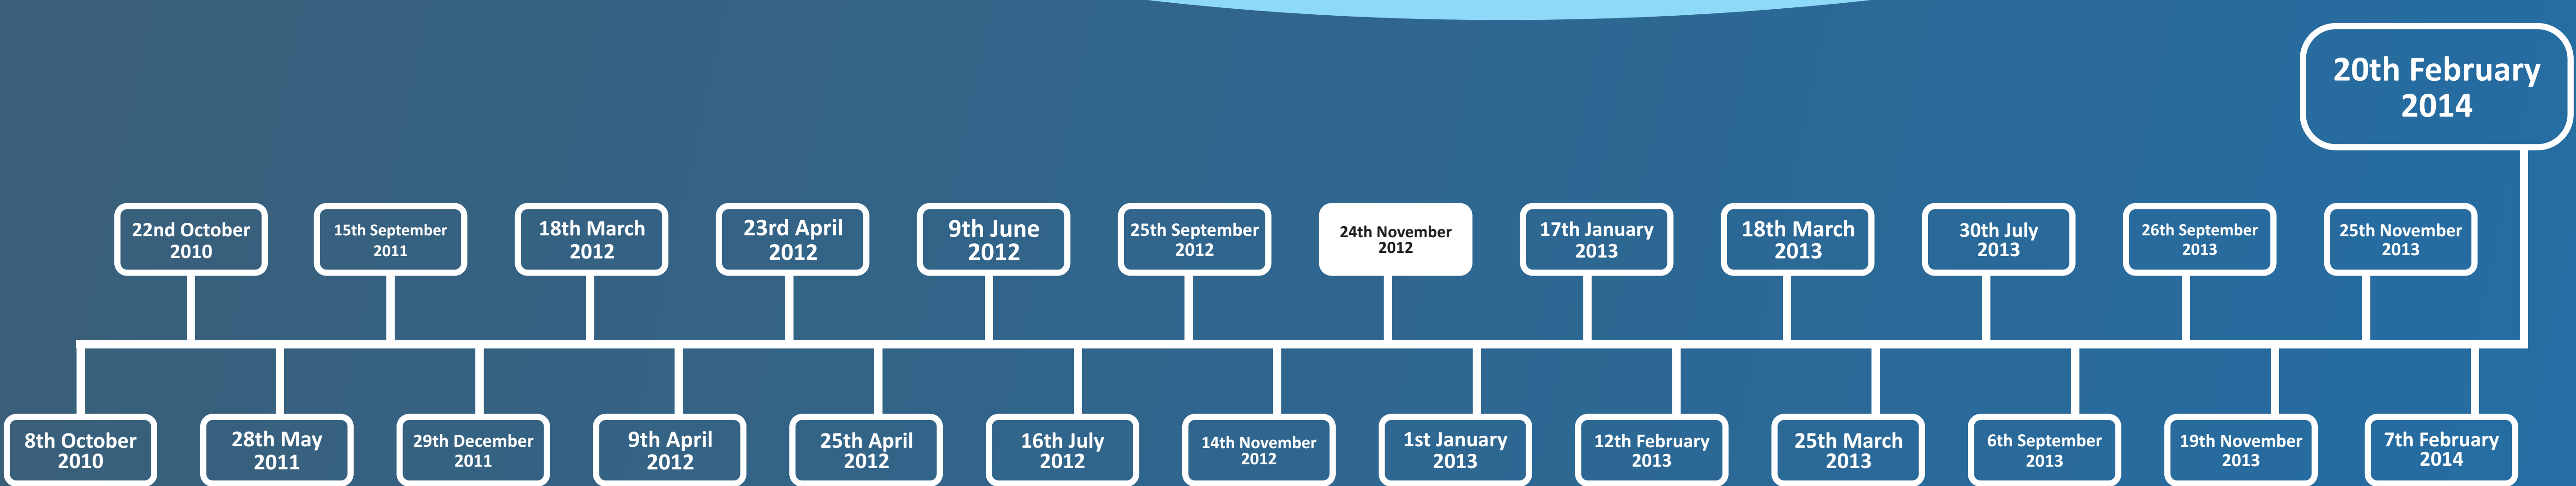 20th February
2014
22nd October
2010
15th September
2011
18th March
2012
23rd April
2012
9th June
2012
25th September
2012
24th November
2012
17th January
2013
18th March
2013
30th July
2013
26th September
2013
25th November
2013
8th October
2010
28th May
2011
29th December
2011
9th April
2012
25th April
2012
16th July
2012
14th November
2012
1st January
2013
12th February
2013
25th March
2013
6th September
2013
19th November
2013
7th February
2014